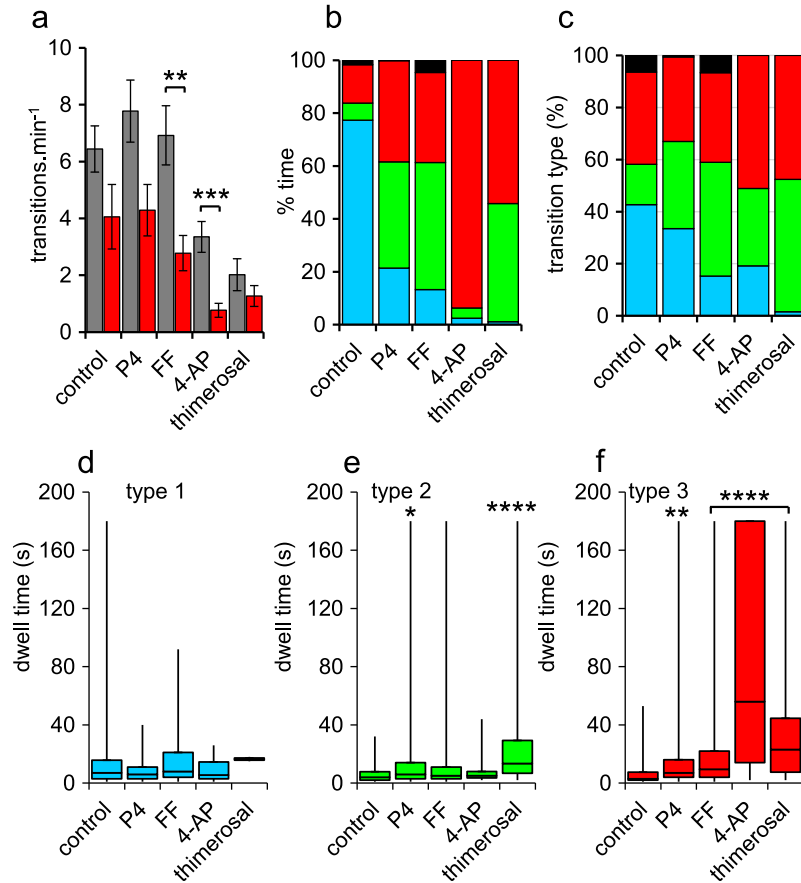 a
transitions.min⁻¹
10
8
6
4
2
0
**
***
control
P4
FF
4-AP
thimerosal
b
% time
100
80
60
40
20
0
control
P4
FF
4-AP
thimerosal
c
transition type (%)
100
80
60
40
20
0
control
P4
FF
4-AP
thimerosal
d
type 1
dwell time (s)
200
160
120
80
40
0
control
P4
FF
4-AP
thimerosal
e
type 2
dwell time (s)
200
160
120
80
40
0
*
****
control
P4
FF
4-AP
thimerosal
f
type 3
dwell time (s)
200
160
120
80
40
0
**
****
control
P4
FF
4-AP
thimerosal